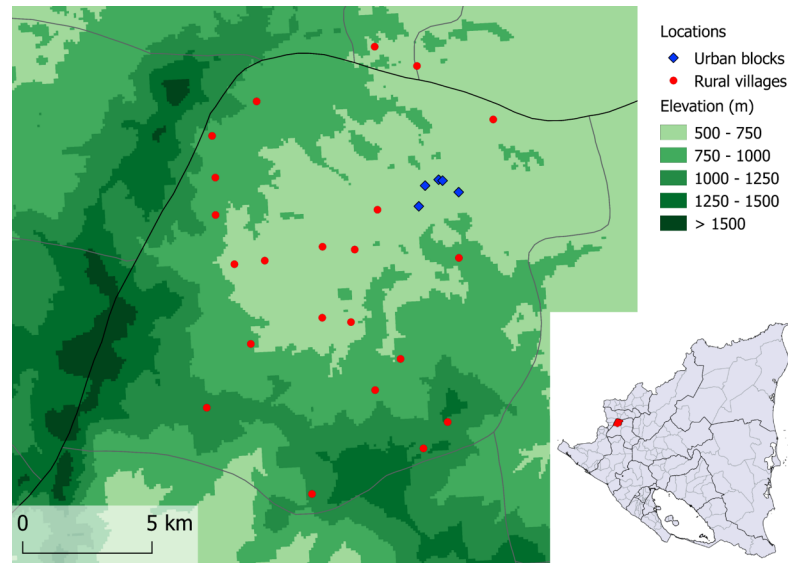 Locations
Urban blocks
Rural villages
Elevation (m)
500 - 750
750 - 1000
1000 - 1250
1250 - 1500
> 1500
0 5 km